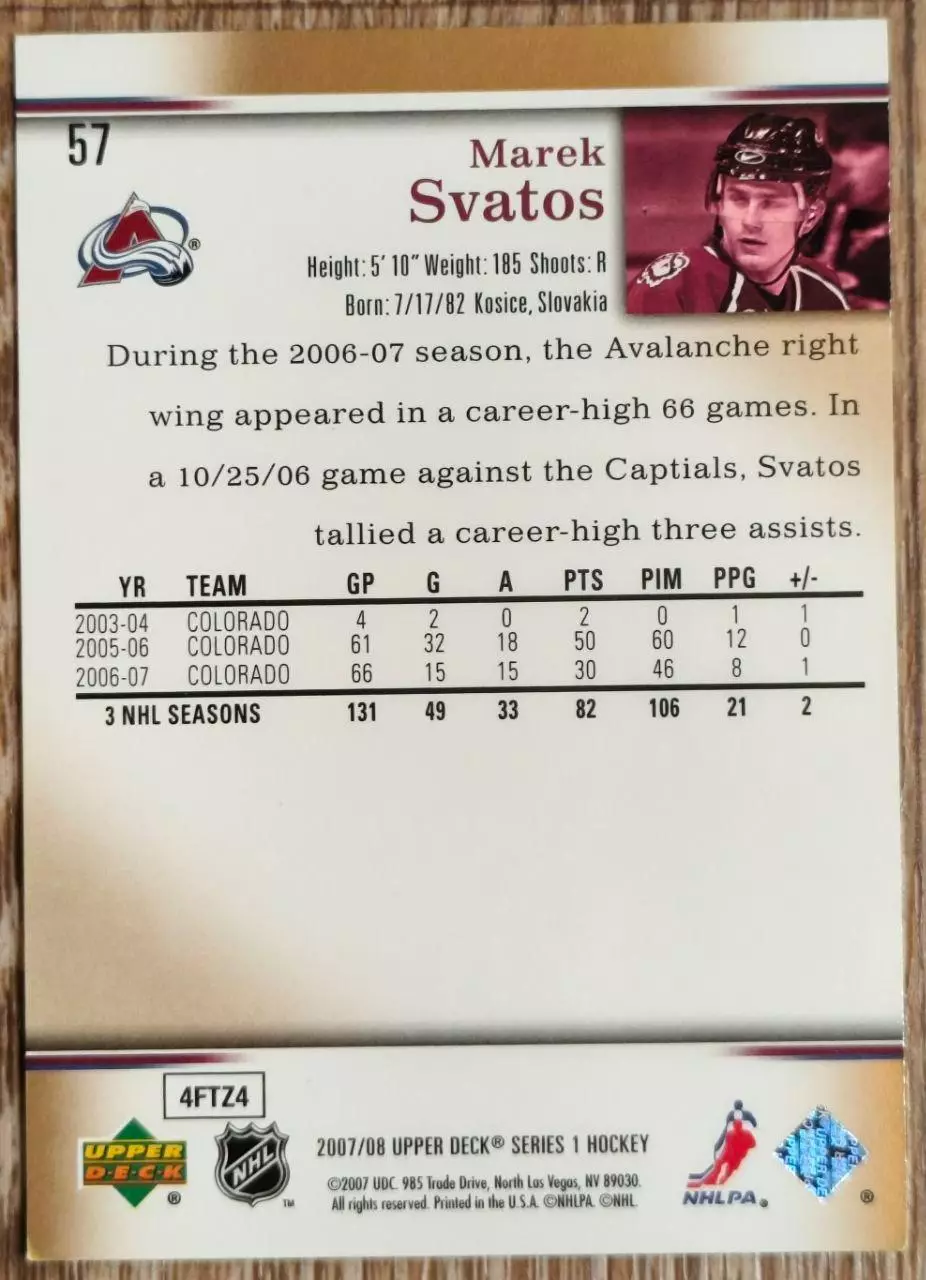 57
Marek
Svatos
Height: 5' 10" Weight: 185 Shoots: R
Born: 7/17/82 Kosice, Slovakia
During the 2006-07 season, the Avalanche right
wing appeared in a career-high 66 games. In
a 10/25/06 game against the Captials, Svatos
tallied a career-high three assists.
YR TEAM GP G A PTS PIM PPG +/-
2003-04 COLORADO 4 2 0 2 0 1 1
2005-06 COLORADO 61 32 18 50 60 12 0
2006-07 COLORADO 66 15 15 30 46 8 1
3 NHL SEASONS 131 49 33 82 106 21 2
4FTZ4
UPPER
D·E·C·K
®
NHL
™
2007/08 UPPER DECK® SERIES 1 HOCKEY
©2007 UDC. 985 Trade Drive, North Las Vegas, NV 89030.
All rights reserved. Printed in the U.S.A. ©NHLPA. ©NHL.
NHLPA®
®